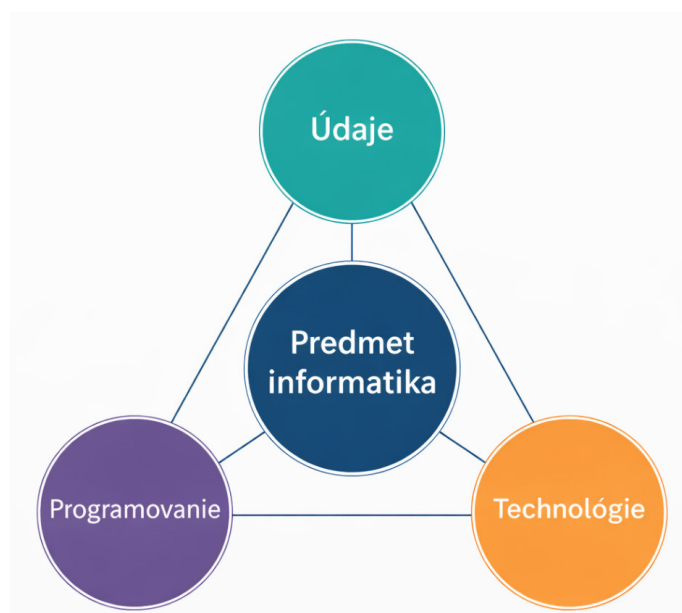 Údaje
Predmet
informatika
Programovanie
Technológie